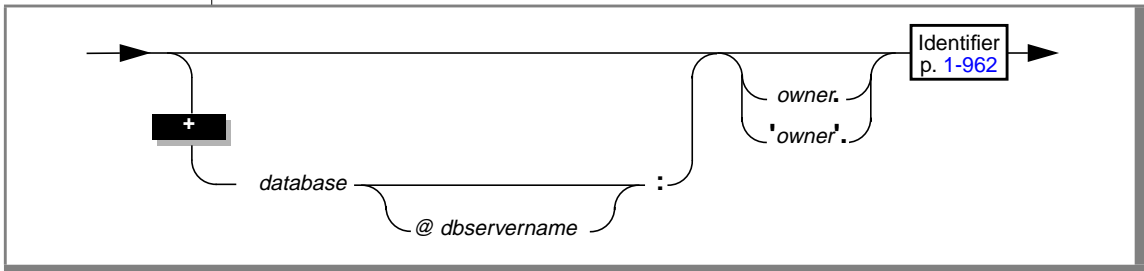 Identifier
p. 1-962
owner.
'owner'.
+
database
:
@ dbservername